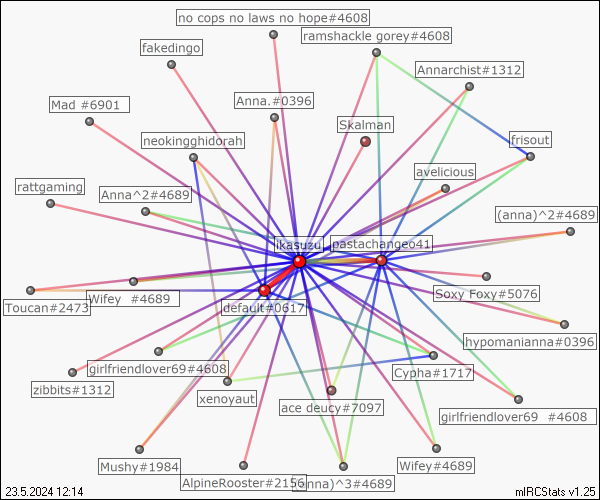 no cops no laws no hope#4608
ramshackle gorey#4608
fakedingo
Annarchist#1312
Mad #6901
Anna.#0396
Skalman
neokingghidorah
frisout
avelicious
rattgaming
Anna^2#4689
(anna)^2#4689
ikasuzu
pastachangeo41
Soxy Foxy#5076
Toucan#2473
Wifey #4689
default#0617
hypomanianna#0396
girlfriendlover69#4608
Cypha#1717
zibbits#1312
xenoyaut
ace deucy#7097
girlfriendlover69 #4608
Mushy#1984
Wifey#4689
AlpineRooster#2156
nna)^3#4689
23.5.2024 12:14
mIRCStats v1.25